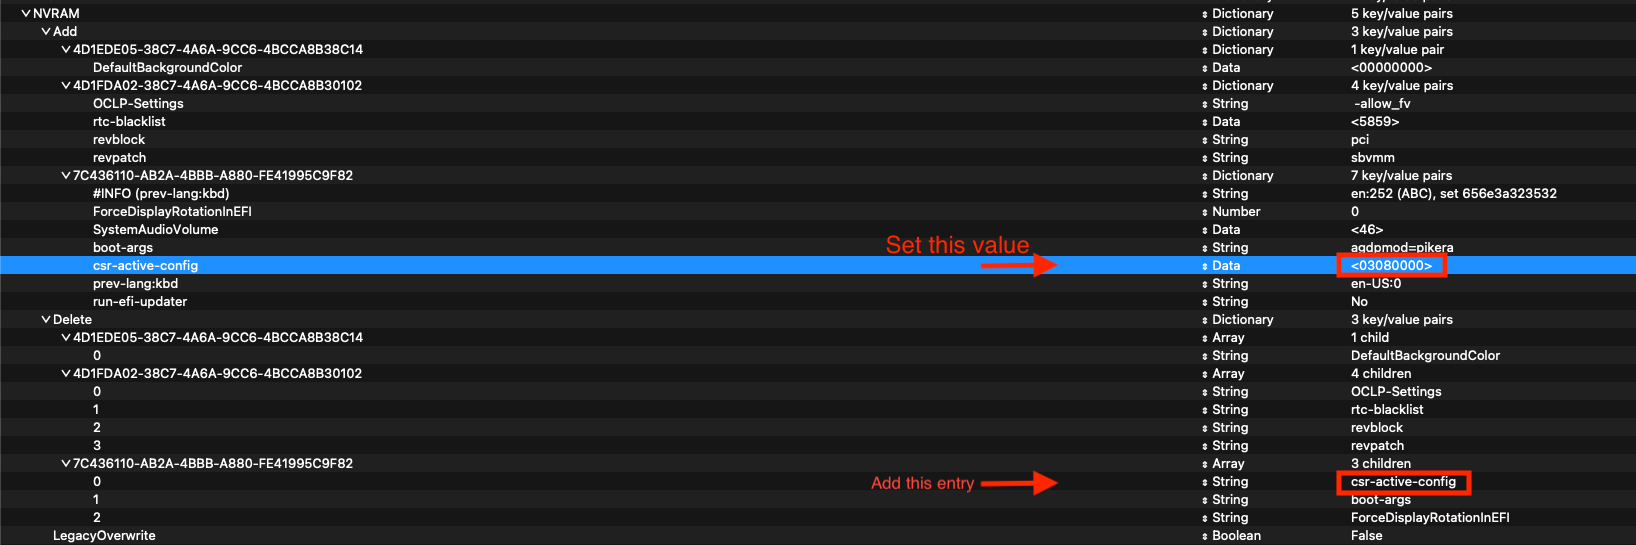 NVRAM Dictionary 5 key/value pairs
Add Dictionary 3 key/value pairs
4D1EDE05-38C7-4A6A-9CC6-4BCCA8B38C14 Dictionary 1 key/value pair
DefaultBackgroundColor Data <00000000>
4D1FDA02-38C7-4A6A-9CC6-4BCCA8B30102 Dictionary 4 key/value pairs
OCLP-Settings String -allow_fv
rtc-blacklist Data <5859>
revblock String pci
revpatch String sbvmm
7C436110-AB2A-4BBB-A880-FE41995C9F82 Dictionary 7 key/value pairs
#INFO (prev-lang:kbd) String en:252 (ABC), set 656e3a323532
ForceDisplayRotationInEFI Number 0
SystemAudioVolume Data <46>
boot-args Set this value String agdpmod=pikera
csr-active-config Data <03080000>
prev-lang:kbd String en-US:0
run-efi-updater String No
Delete Dictionary 3 key/value pairs
4D1EDE05-38C7-4A6A-9CC6-4BCCA8B38C14 Array 1 child
0 String DefaultBackgroundColor
4D1FDA02-38C7-4A6A-9CC6-4BCCA8B30102 Array 4 children
0 String OCLP-Settings
1 String rtc-blacklist
2 String revblock
3 String revpatch
7C436110-AB2A-4BBB-A880-FE41995C9F82 Array 3 children
0 Add this entry String csr-active-config
1 String boot-args
2 String ForceDisplayRotationInEFI
LegacyOverwrite Boolean False